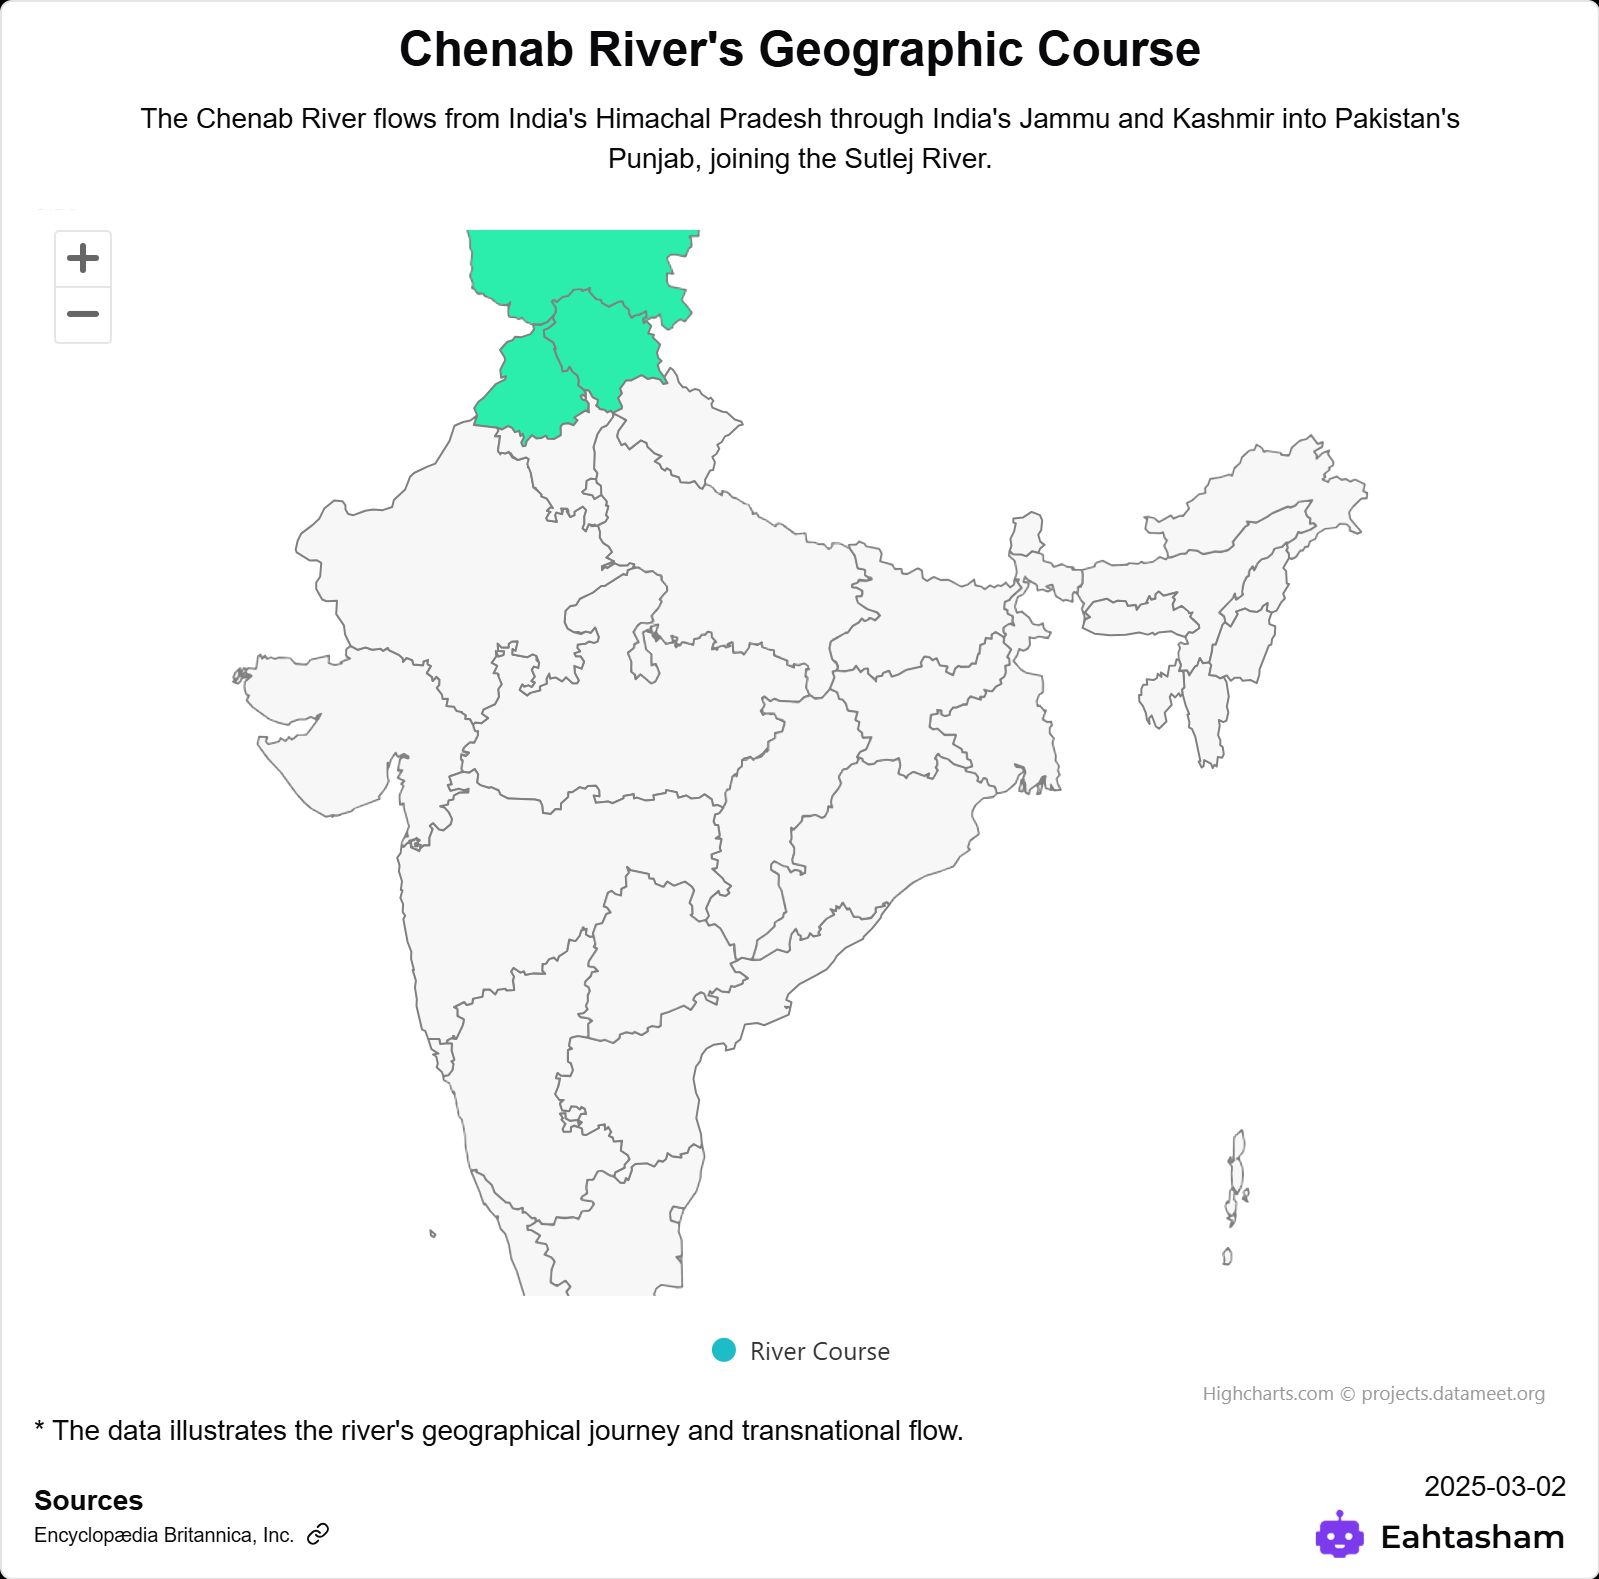 Chenab River's Geographic Course
The Chenab River flows from India's Himachal Pradesh through India's Jammu and Kashmir into Pakistan's
Punjab, joining the Sutlej River.
River Course
Highcharts.com © projects.datameet.org
* The data illustrates the river's geographical journey and transnational flow.
Sources
Encyclopædia Britannica, Inc.
2025-03-02
Eahtasham